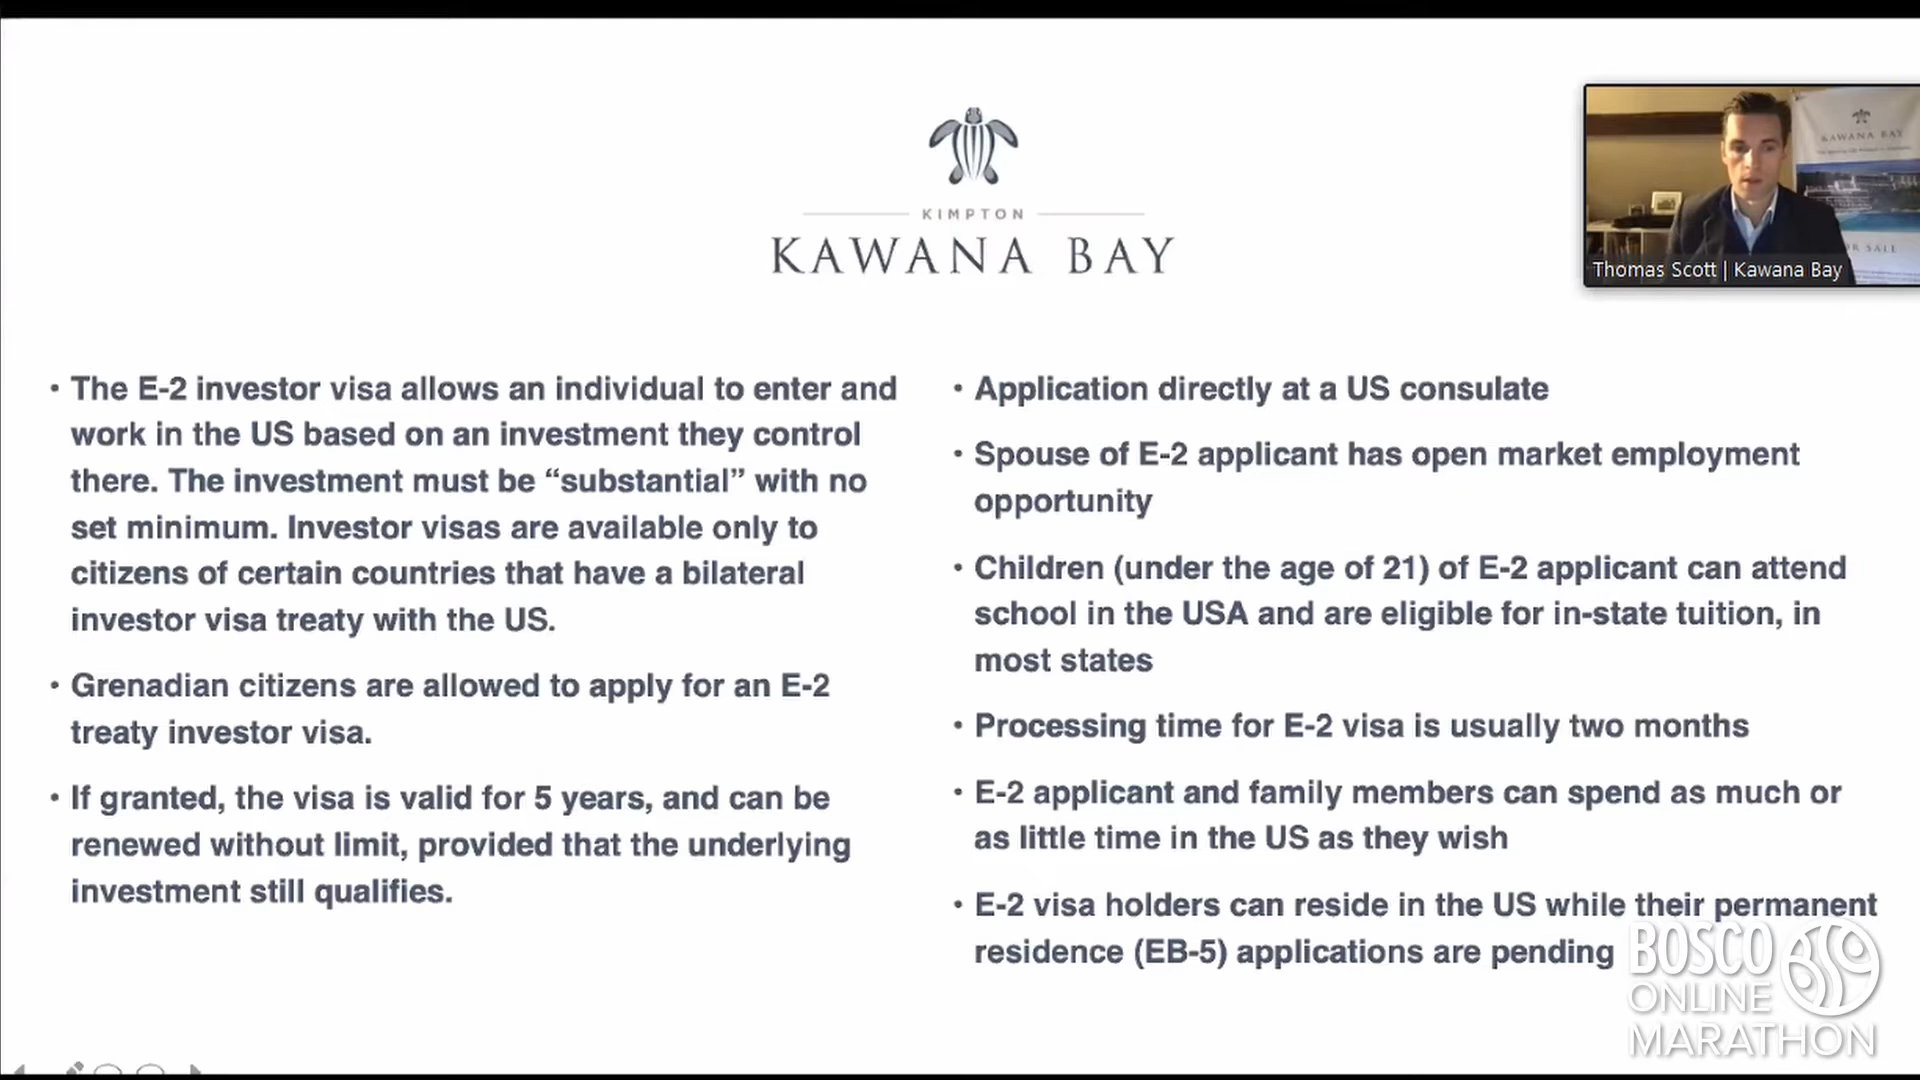 KIMPTON
KAWANA BAY
KAWANA BAY
R SALE
Thomas Scott | Kawana Bay
• The E-2 investor visa allows an individual to enter and
work in the US based on an investment they control
there. The investment must be “substantial” with no
set minimum. Investor visas are available only to
citizens of certain countries that have a bilateral
investor visa treaty with the US.
• Grenadian citizens are allowed to apply for an E-2
treaty investor visa.
• If granted, the visa is valid for 5 years, and can be
renewed without limit, provided that the underlying
investment still qualifies.
• Application directly at a US consulate
• Spouse of E-2 applicant has open market employment
opportunity
• Children (under the age of 21) of E-2 applicant can attend
school in the USA and are eligible for in-state tuition, in
most states
• Processing time for E-2 visa is usually two months
• E-2 applicant and family members can spend as much or
as little time in the US as they wish
• E-2 visa holders can reside in the US while their permanent
residence (EB-5) applications are pending
BOSCO
ONLINE
MARATHON